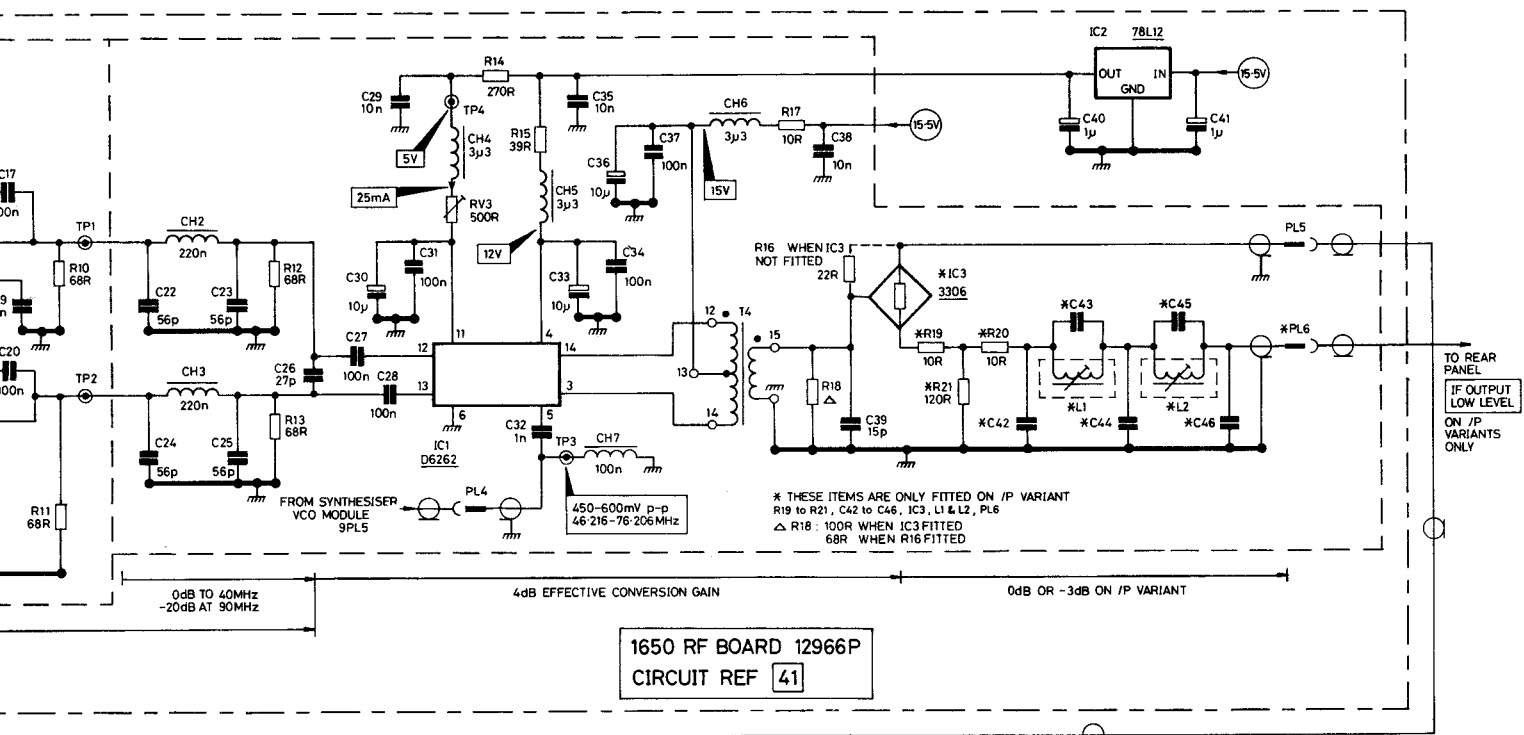 IC2 78L12
OUT IN
GND
15·5V
C40
1µ
C41
1µ
R14
270R
C29
10n
TP4
5V
CH4
3µ3
25mA
RV3
500R
R15
39R
C35
10n
CH5
3µ3
12V
CH6
3µ3
R17
10R
15·5V
C36
10µ
C37
100n
C38
10n
15V
C17
TP1
R10
68R
CH2
220n
C22
56p
C23
56p
R12
68R
C30
10µ
C31
100n
C33
10µ
C34
100n
R16 WHEN IC3
NOT FITTED
22R
*IC3
3306
PL5
*C43
*C45
*PL6
*R19
10R
*R20
10R
*R21
120R
*L1
*L2
*C42
*C44
*C46
TO REAR
PANEL
IF OUTPUT
LOW LEVEL
ON /P
VARIANTS
ONLY
C20
TP2
CH3
220n
C24
56p
C25
56p
R13
68R
R11
68R
C26
27p
C27
100n
C28
100n
12
13
11
4
14
3
6
5
IC1
D6262
C32
1n
TP3
CH7
100n
12
T4
15
13
14
R18
△
C39
15p
FROM SYNTHESISER
VCO MODULE
9PL5
PL4
450-600mV p-p
46·216-76·206MHz
* THESE ITEMS ARE ONLY FITTED ON /P VARIANT
R19 to R21, C42 to C46, IC3, L1 & L2, PL6
△ R18 : 100R WHEN IC3 FITTED
68R WHEN R16 FITTED
0dB TO 40MHz
-20dB AT 90MHz
4dB EFFECTIVE CONVERSION GAIN
0dB OR -3dB ON /P VARIANT
1650 RF BOARD 12966P
CIRCUIT REF 41